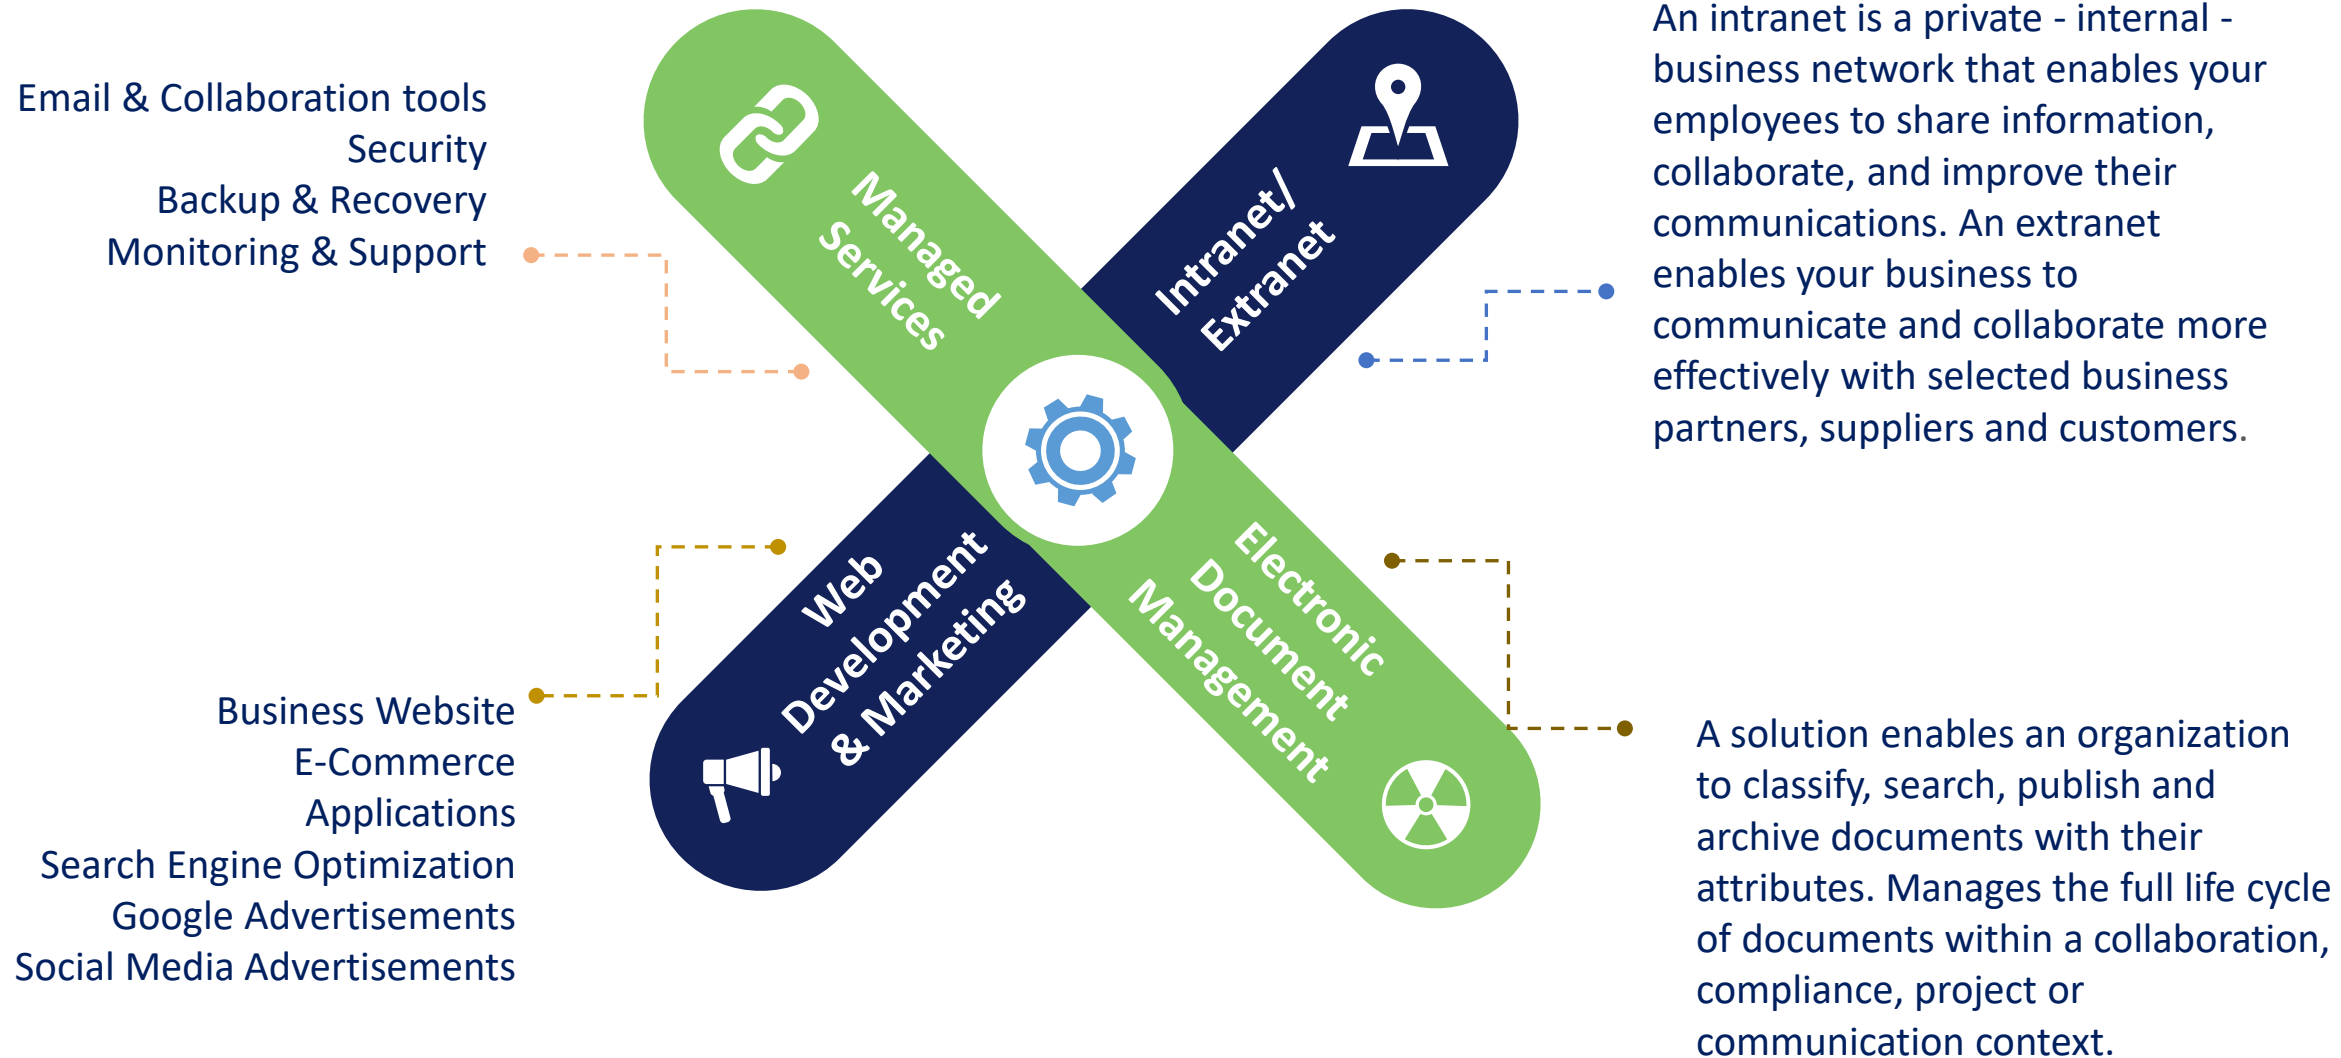 Email & Collaboration tools
Security
Backup & Recovery
Monitoring & Support
Managed
Services
Intranet/
Extranet
An intranet is a private - internal -
business network that enables your
employees to share information,
collaborate, and improve their
communications. An extranet
enables your business to
communicate and collaborate more
effectively with selected business
partners, suppliers and customers.
Web
Development
& Marketing
Business Website
E-Commerce
Applications
Search Engine Optimization
Google Advertisements
Social Media Advertisements
Electronic
Document
Management
A solution enables an organization
to classify, search, publish and
archive documents with their
attributes. Manages the full life cycle
of documents within a collaboration,
compliance, project or
communication context.